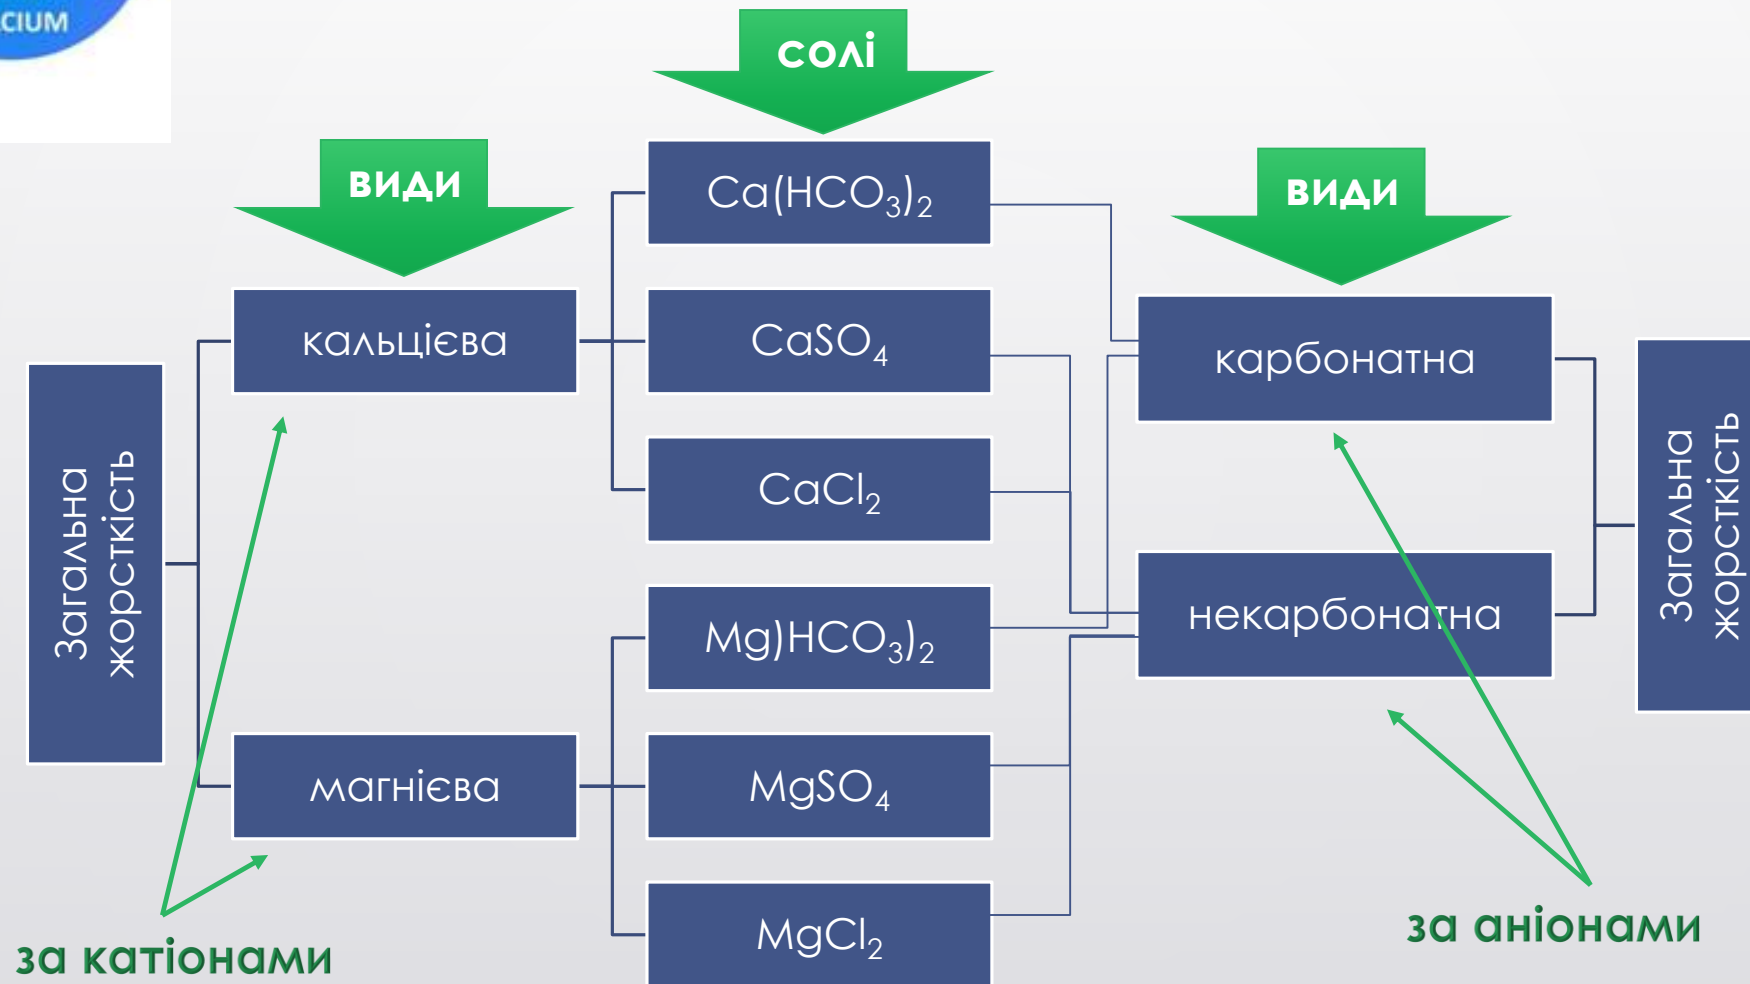 CIUM
солі
види
види
Ca(HCO₃)₂
кальцієва
CaSO₄
карбонатна
Загальна
жорсткість
CaCl₂
Загальна
жорсткість
Mg)HCO₃)₂
некарбонатна
магнієва
MgSO₄
MgCl₂
за катіонами
за аніонами